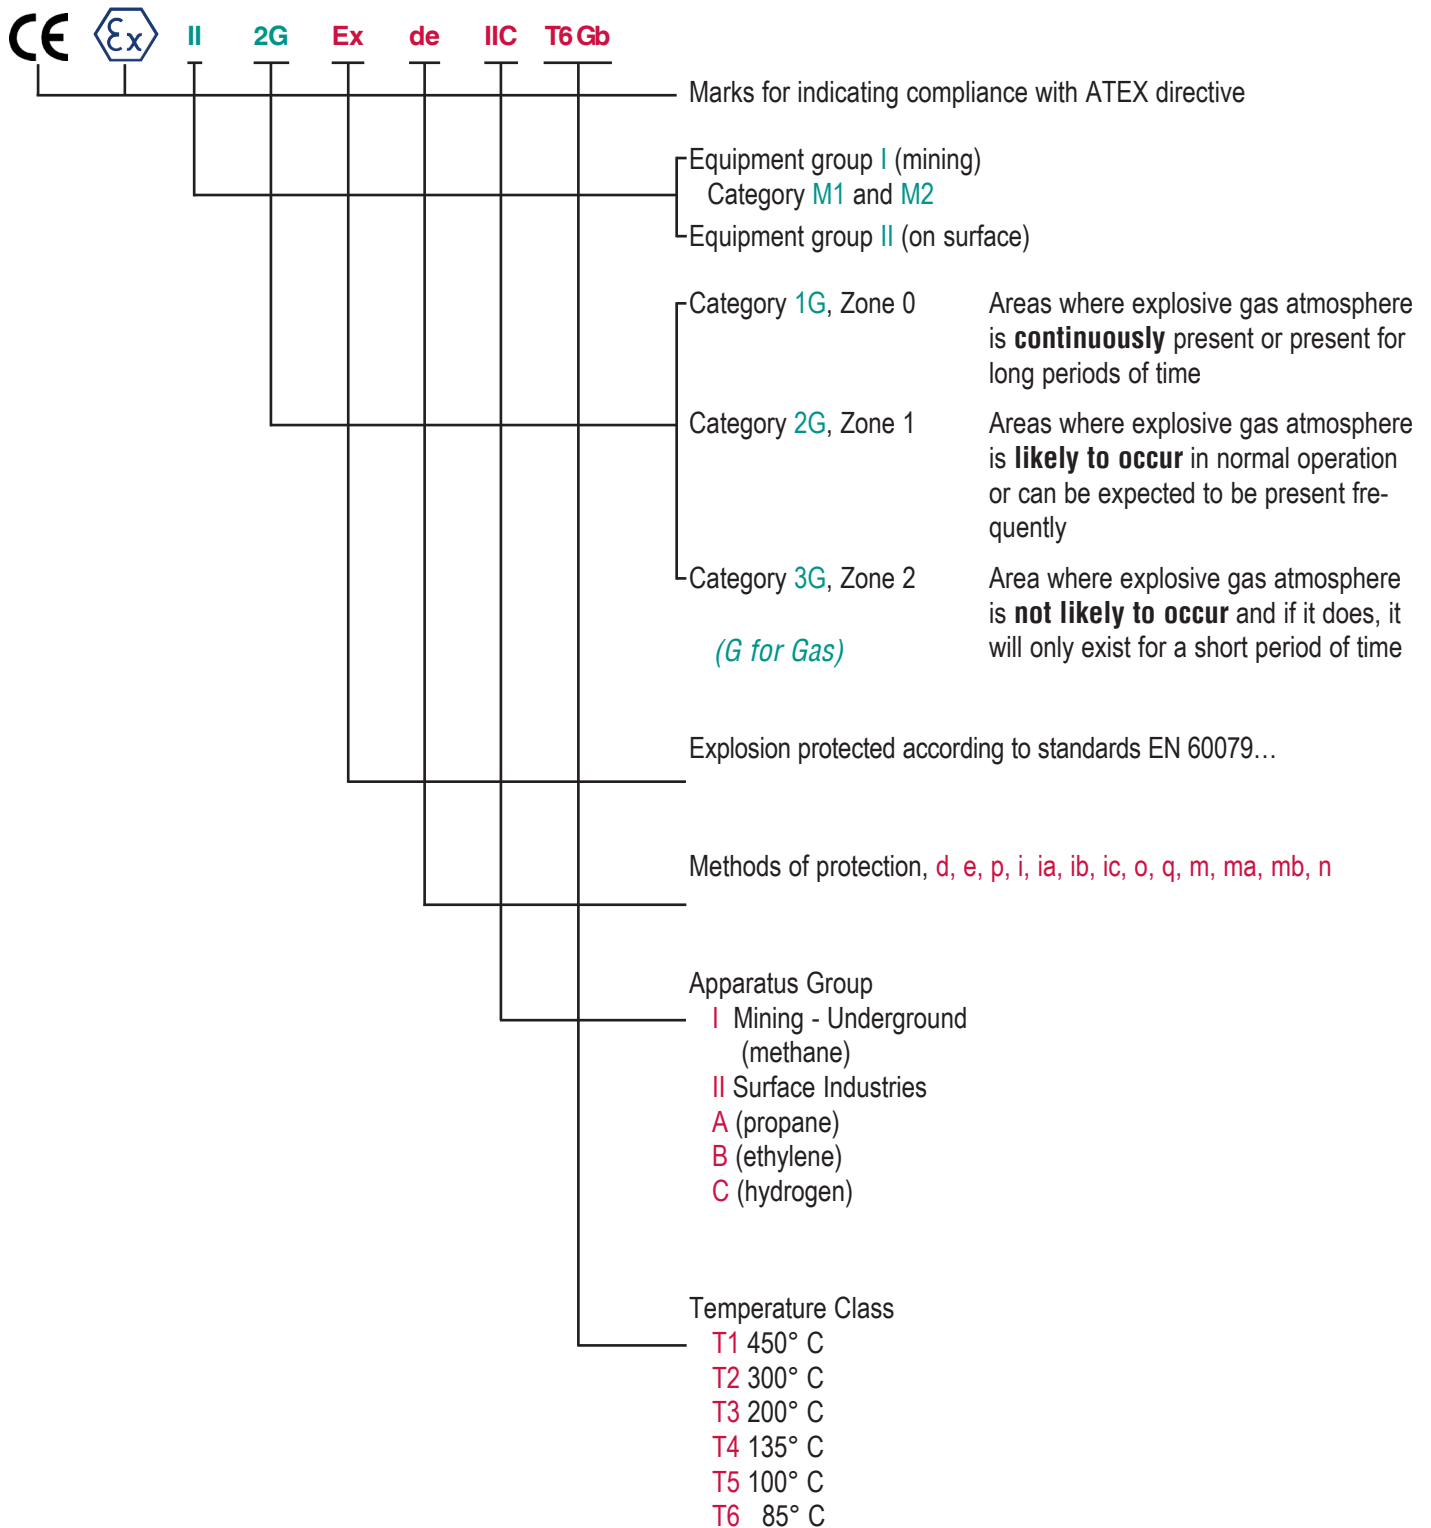 CE Ex II 2G Ex de IIC T6 Gb
Marks for indicating compliance with ATEX directive
Equipment group I (mining)
Category M1 and M2
Equipment group II (on surface)
Category 1G, Zone 0
Areas where explosive gas atmosphere
is continuously present or present for
long periods of time
Category 2G, Zone 1
Areas where explosive gas atmosphere
is likely to occur in normal operation
or can be expected to be present fre-
quently
Category 3G, Zone 2
(G for Gas)
Area where explosive gas atmosphere
is not likely to occur and if it does, it
will only exist for a short period of time
Explosion protected according to standards EN 60079…
Methods of protection, d, e, p, i, ia, ib, ic, o, q, m, ma, mb, n
Apparatus Group
I Mining - Underground
(methane)
II Surface Industries
A (propane)
B (ethylene)
C (hydrogen)
Temperature Class
T1 450° C
T2 300° C
T3 200° C
T4 135° C
T5 100° C
T6 85° C